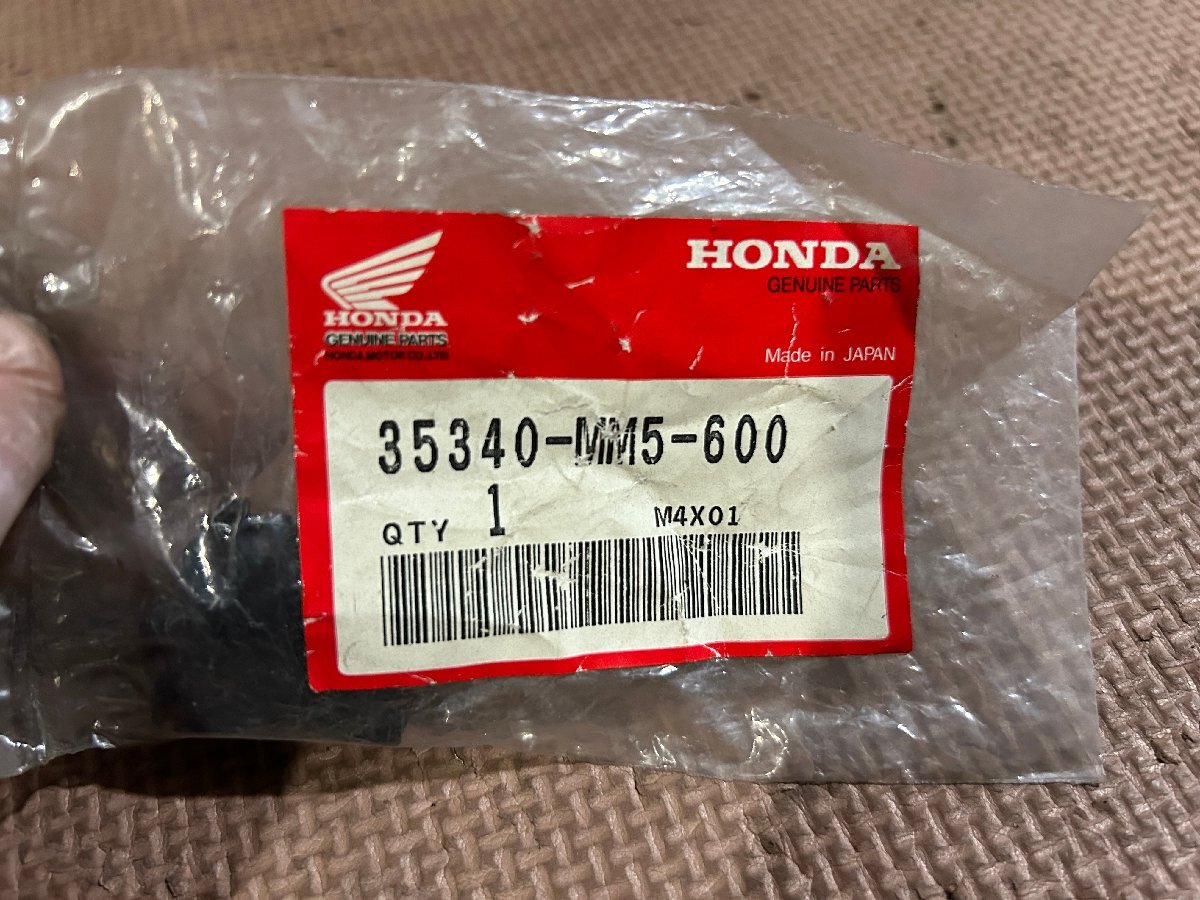 HONDA
GENUINE PARTS
HONDA MOTOR CO.,LTD.
HONDA
GENUINE PARTS
Made in JAPAN
35340-MM5-600
QTY 1 M4X01